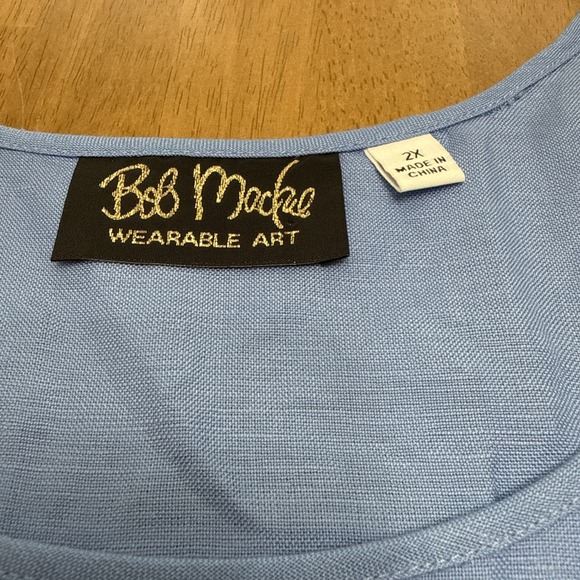 Bob Mackie
WEARABLE ART
2X
MADE IN
CHINA